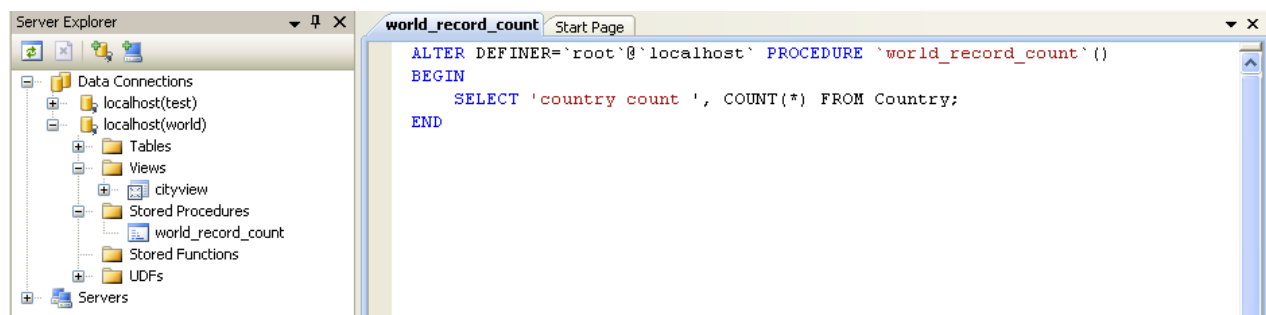 Server Explorer
Data Connections
localhost(test)
localhost(world)
Tables
Views
cityview
Stored Procedures
world_record_count
Stored Functions
UDFs
Servers
world_record_count Start Page
ALTER DEFINER=`root`@`localhost` PROCEDURE `world_record_count`()
BEGIN
    SELECT 'country count ', COUNT(*) FROM Country;
END